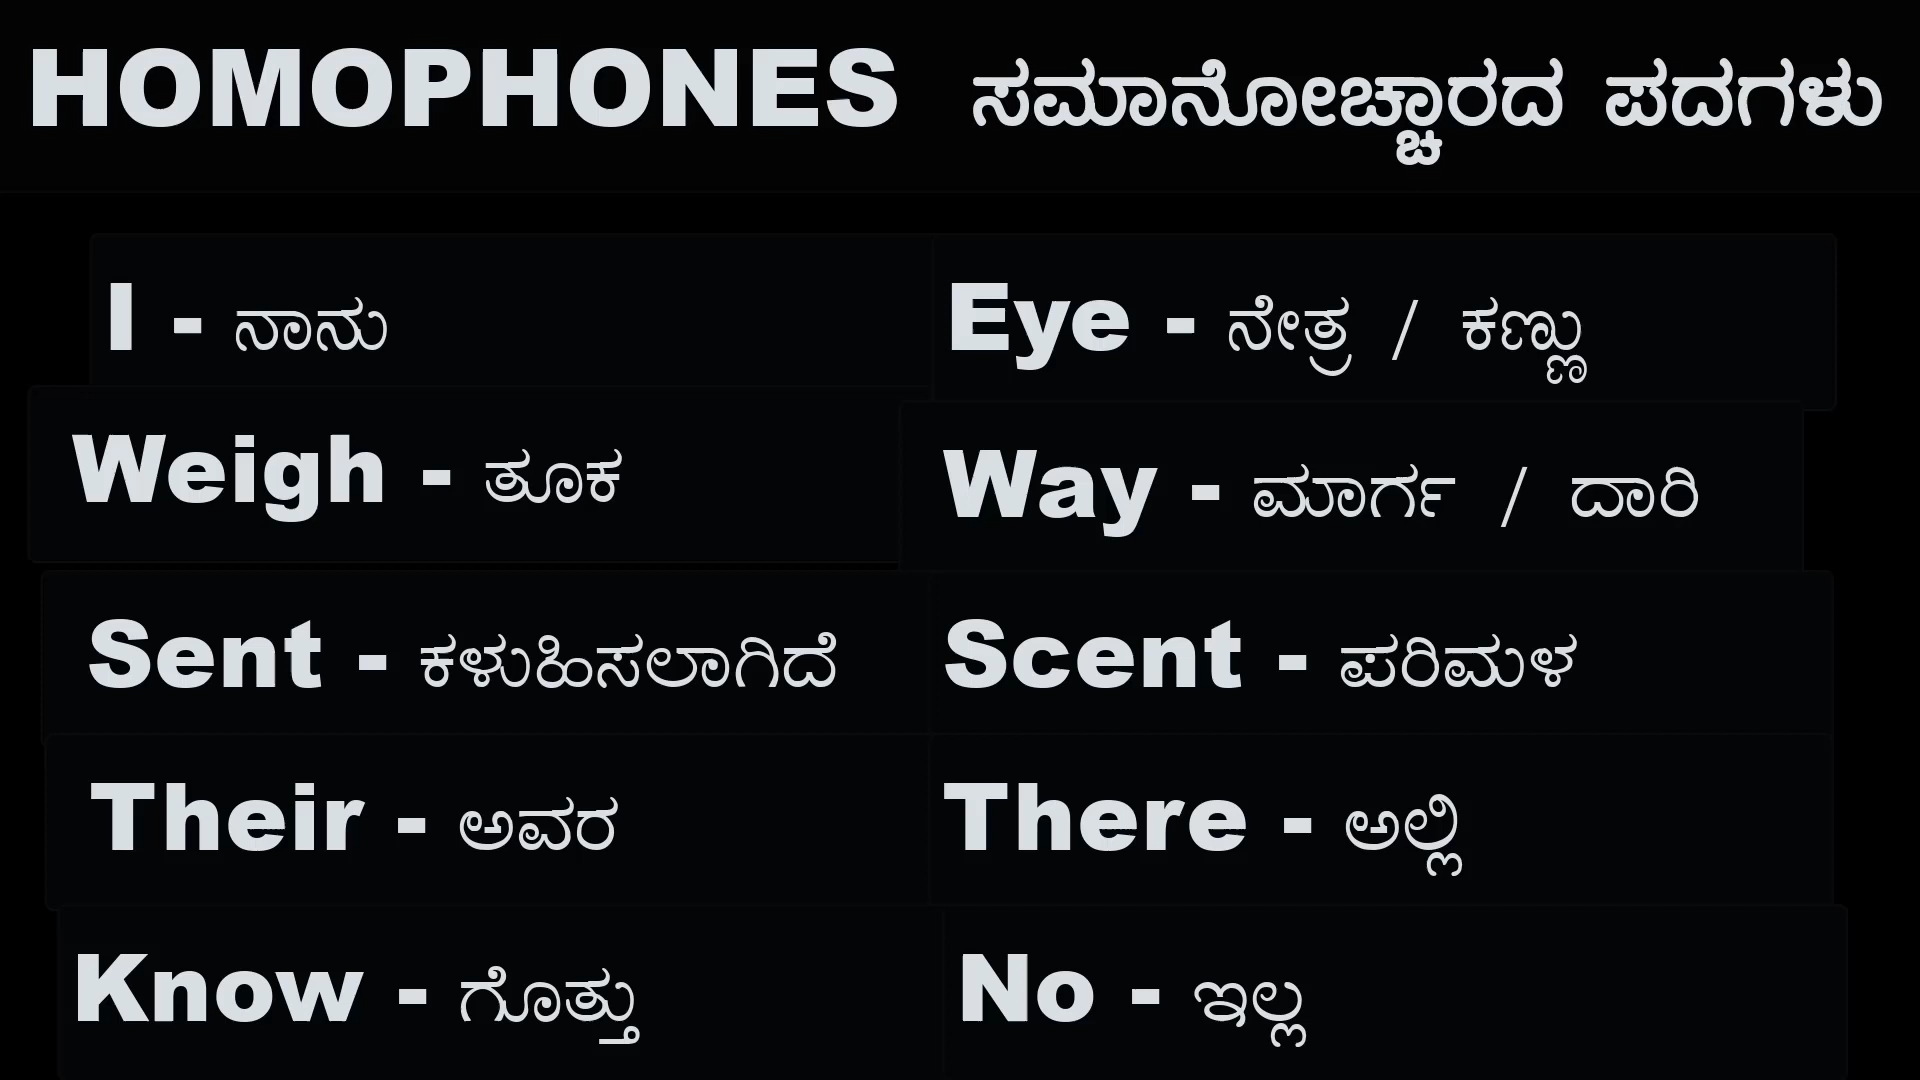 HOMOPHONES ಸಮಾನೋಚ್ಚಾರದ ಪದಗಳು
I - ನಾನು Eye - ನೇತ್ರ / ಕಣ್ಣು
Weigh - ತೂಕ Way - ಮಾರ್ಗ / ದಾರಿ
Sent - ಕಳುಹಿಸಲಾಗಿದೆ Scent - ಪರಿಮಳ
Their - ಅವರ There - ಅಲ್ಲಿ
Know - ಗೊತ್ತು No - ಇಲ್ಲ